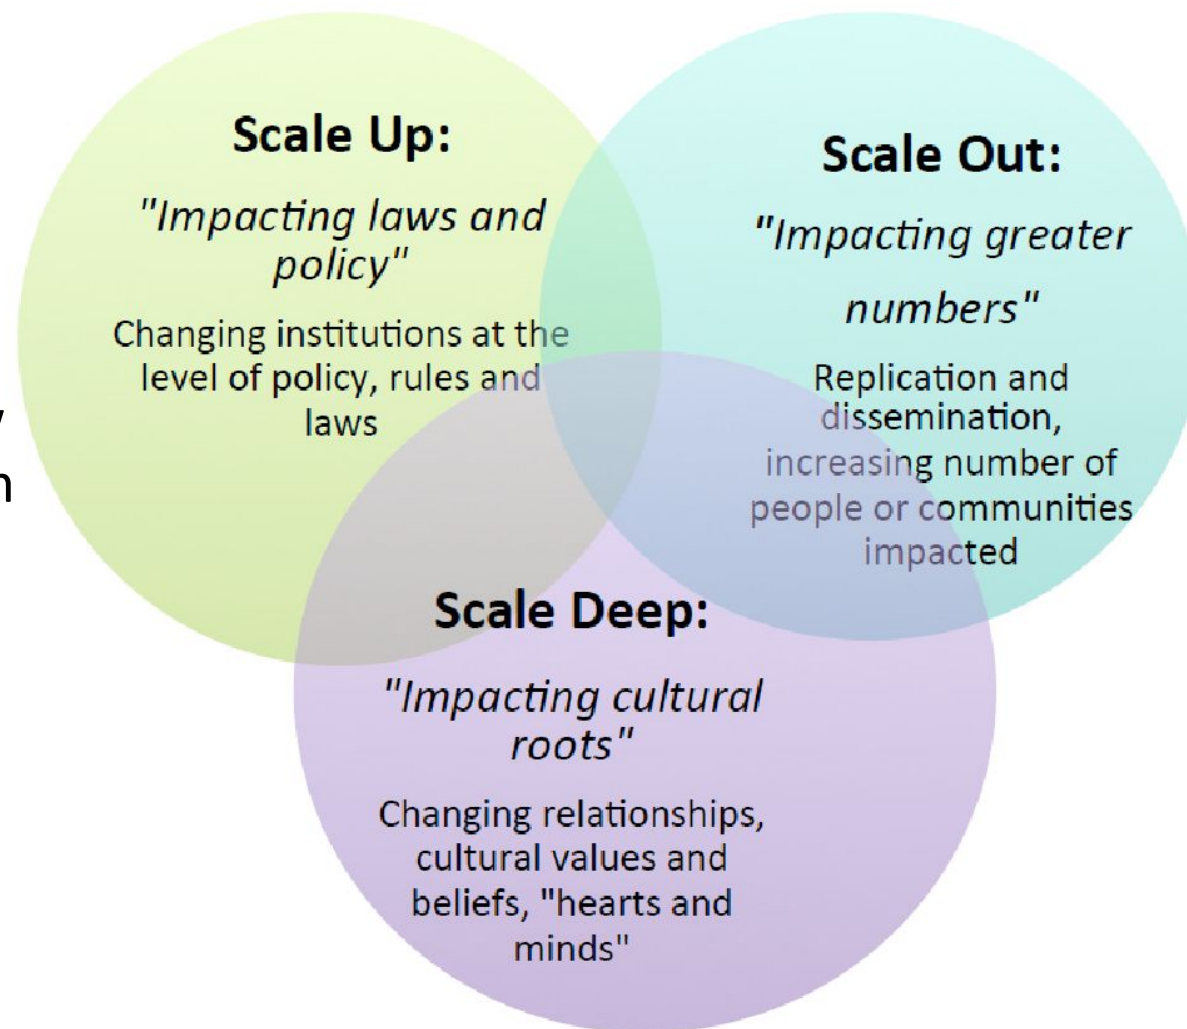 Scale Up:
"Impacting laws and
policy"
Changing institutions at the
level of policy, rules and
laws
Scale Out:
"Impacting greater
numbers"
Replication and
dissemination,
increasing number of
people or communities
impacted
Scale Deep:
"Impacting cultural
roots"
Changing relationships,
cultural values and
beliefs, "hearts and
minds"